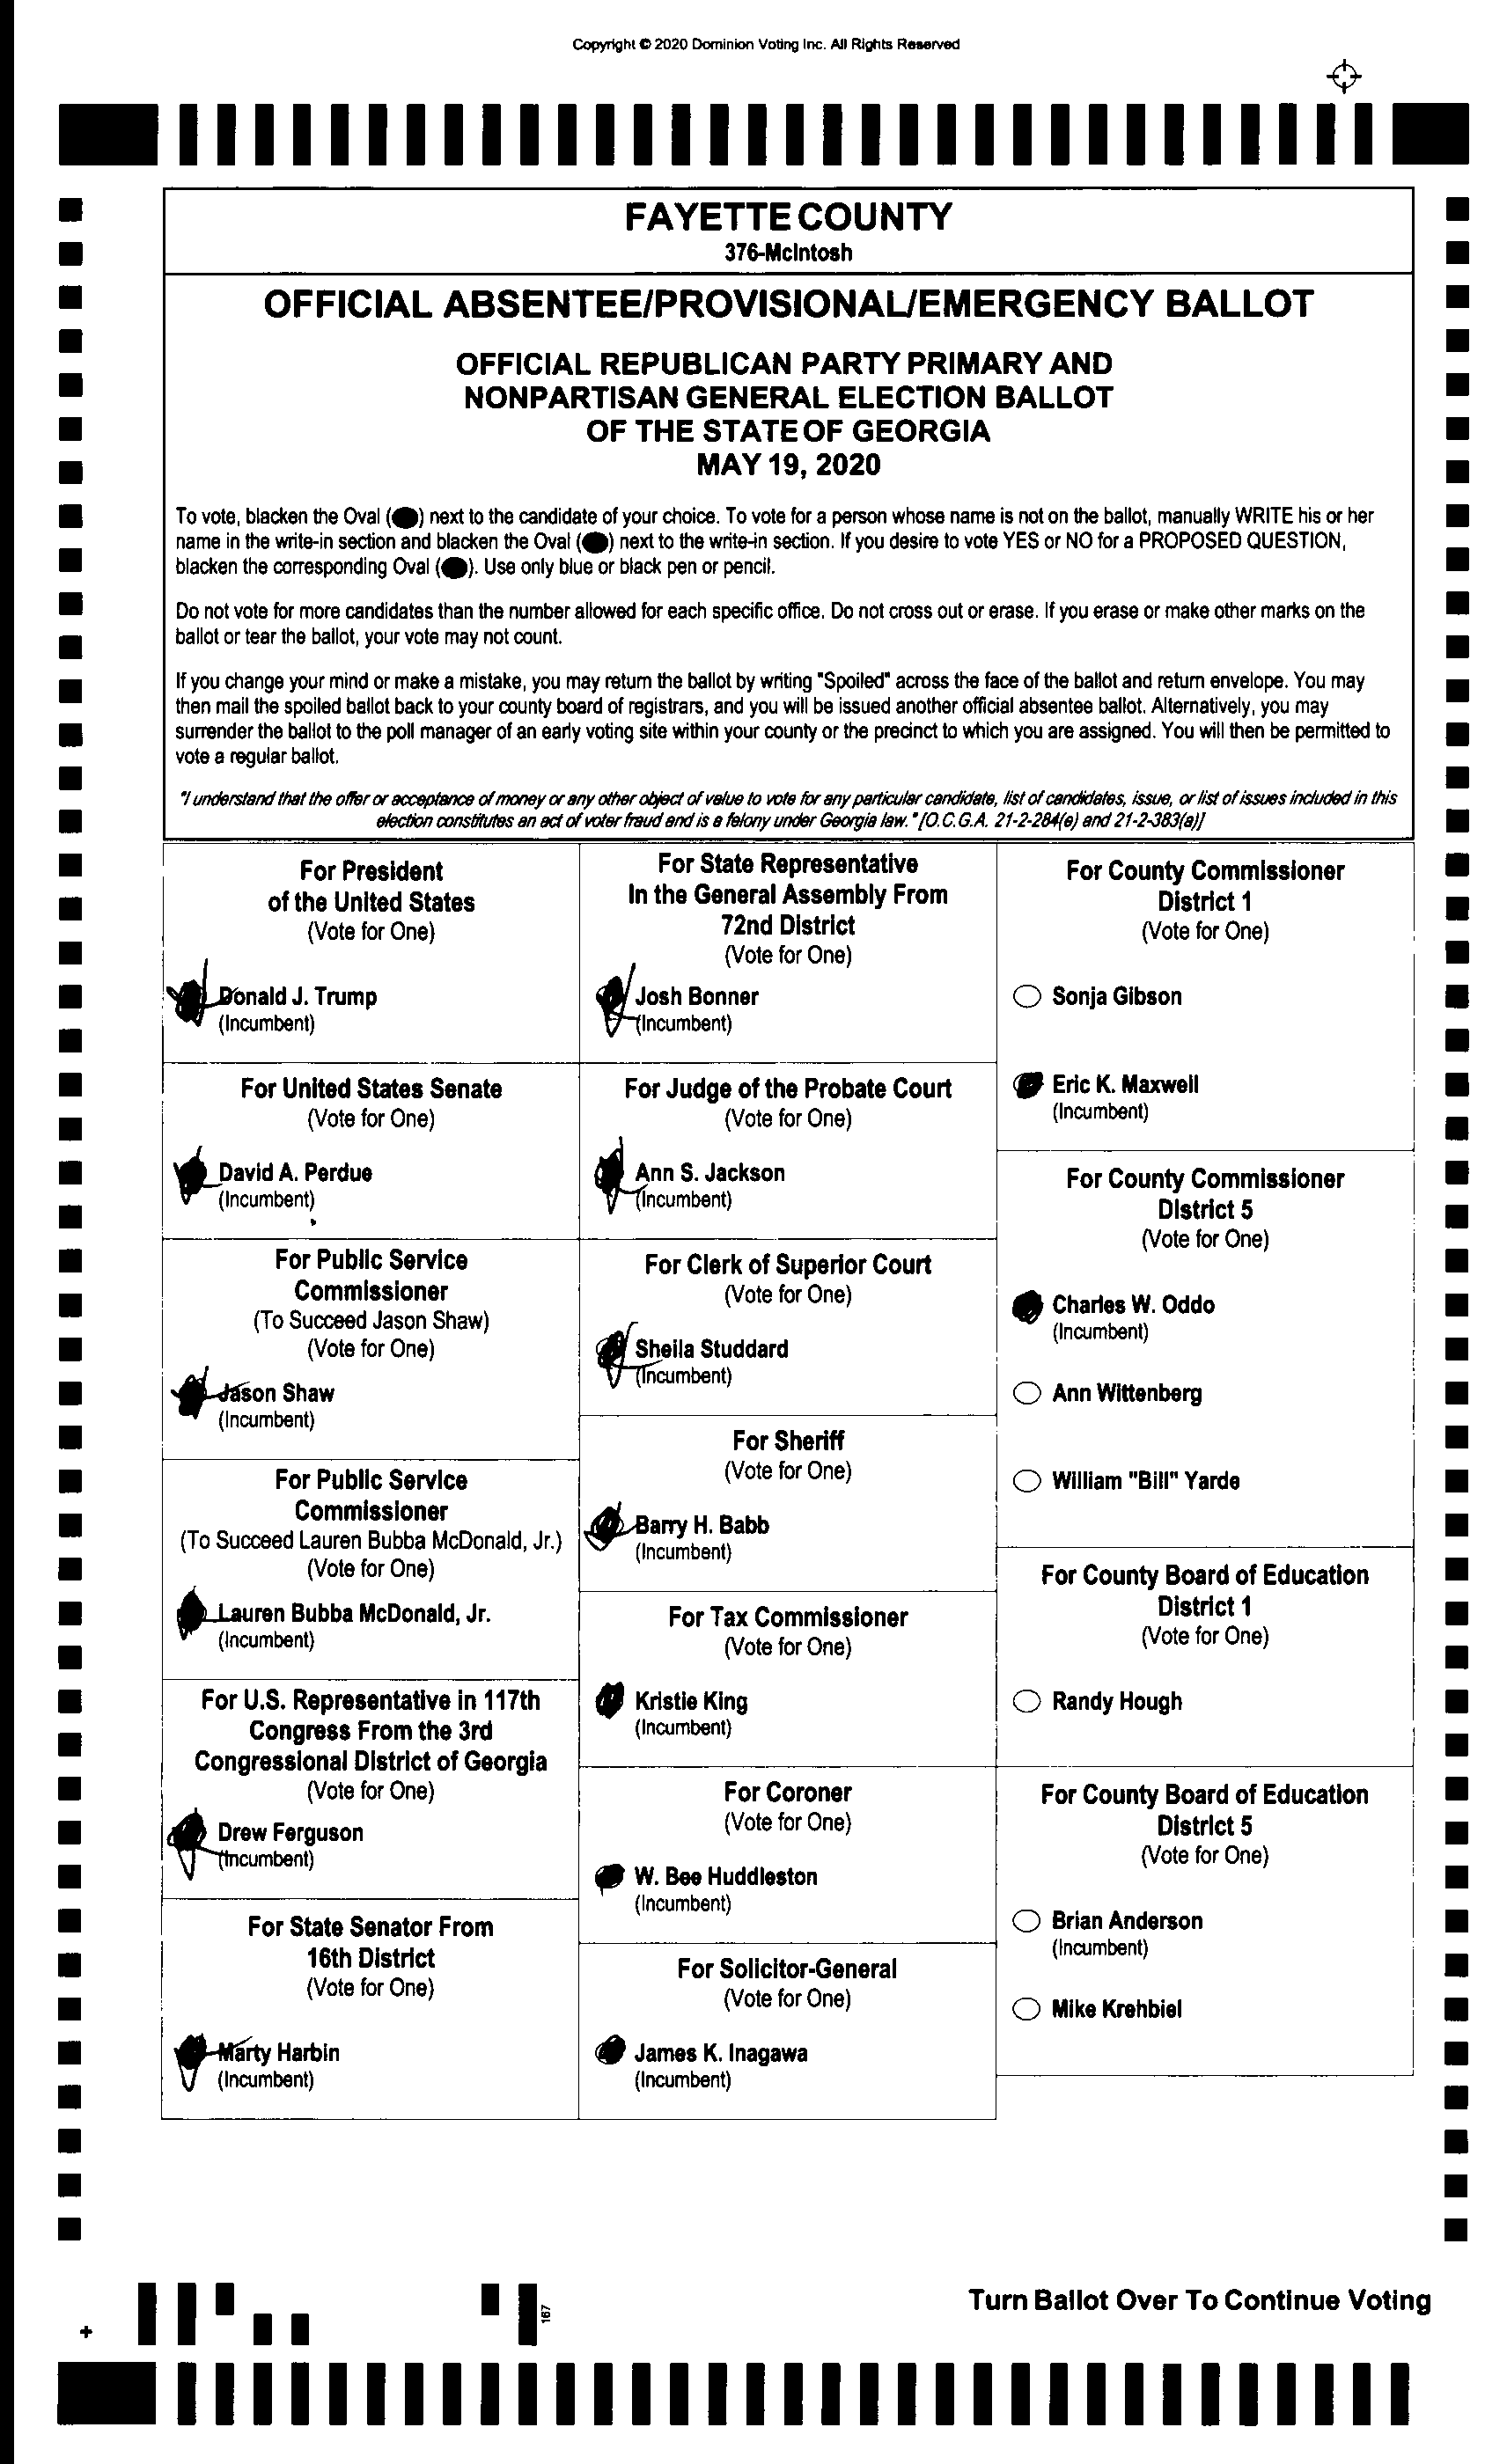 Copyright © 2020 Dominion Voting Inc. All Rights Reserved
FAYETTE COUNTY
376-McIntosh
OFFICIAL ABSENTEE/PROVISIONAL/EMERGENCY BALLOT
OFFICIAL REPUBLICAN PARTY PRIMARY AND
NONPARTISAN GENERAL ELECTION BALLOT
OF THE STATE OF GEORGIA
MAY 19, 2020
To vote, blacken the Oval (●) next to the candidate of your choice. To vote for a person whose name is not on the ballot, manually WRITE his or her
name in the write-in section and blacken the Oval (●) next to the write-in section. If you desire to vote YES or NO for a PROPOSED QUESTION,
blacken the corresponding Oval (●). Use only blue or black pen or pencil.
Do not vote for more candidates than the number allowed for each specific office. Do not cross out or erase. If you erase or make other marks on the
ballot or tear the ballot, your vote may not count.
If you change your mind or make a mistake, you may return the ballot by writing "Spoiled" across the face of the ballot and return envelope. You may
then mail the spoiled ballot back to your county board of registrars, and you will be issued another official absentee ballot. Alternatively, you may
surrender the ballot to the poll manager of an early voting site within your county or the precinct to which you are assigned. You will then be permitted to
vote a regular ballot.
"I understand that the offer or acceptance of money or any other object of value to vote for any particular candidate, list of candidates, issue, or list of issues included in this
election constitutes an act of voter fraud and is a felony under Georgia law." [O.C.G.A. 21-2-284(e) and 21-2-383(a)]
For President
of the United States
(Vote for One)
Donald J. Trump
(Incumbent)
For United States Senate
(Vote for One)
David A. Perdue
(Incumbent)
For Public Service
Commissioner
(To Succeed Jason Shaw)
(Vote for One)
Jason Shaw
(Incumbent)
For Public Service
Commissioner
(To Succeed Lauren Bubba McDonald, Jr.)
(Vote for One)
Lauren Bubba McDonald, Jr.
(Incumbent)
For U.S. Representative in 117th
Congress From the 3rd
Congressional District of Georgia
(Vote for One)
Drew Ferguson
(Incumbent)
For State Senator From
16th District
(Vote for One)
Marty Harbin
(Incumbent)
For State Representative
In the General Assembly From
72nd District
(Vote for One)
Josh Bonner
(Incumbent)
For Judge of the Probate Court
(Vote for One)
Ann S. Jackson
(Incumbent)
For Clerk of Superior Court
(Vote for One)
Sheila Studdard
(Incumbent)
For Sheriff
(Vote for One)
Barry H. Babb
(Incumbent)
For Tax Commissioner
(Vote for One)
Kristie King
(Incumbent)
For Coroner
(Vote for One)
W. Bee Huddleston
(Incumbent)
For Solicitor-General
(Vote for One)
James K. Inagawa
(Incumbent)
For County Commissioner
District 1
(Vote for One)
Sonja Gibson
Eric K. Maxwell
(Incumbent)
For County Commissioner
District 5
(Vote for One)
Charles W. Oddo
(Incumbent)
Ann Wittenberg
William "Bill" Yarde
For County Board of Education
District 1
(Vote for One)
Randy Hough
For County Board of Education
District 5
(Vote for One)
Brian Anderson
(Incumbent)
Mike Krehbiel
Turn Ballot Over To Continue Voting
167